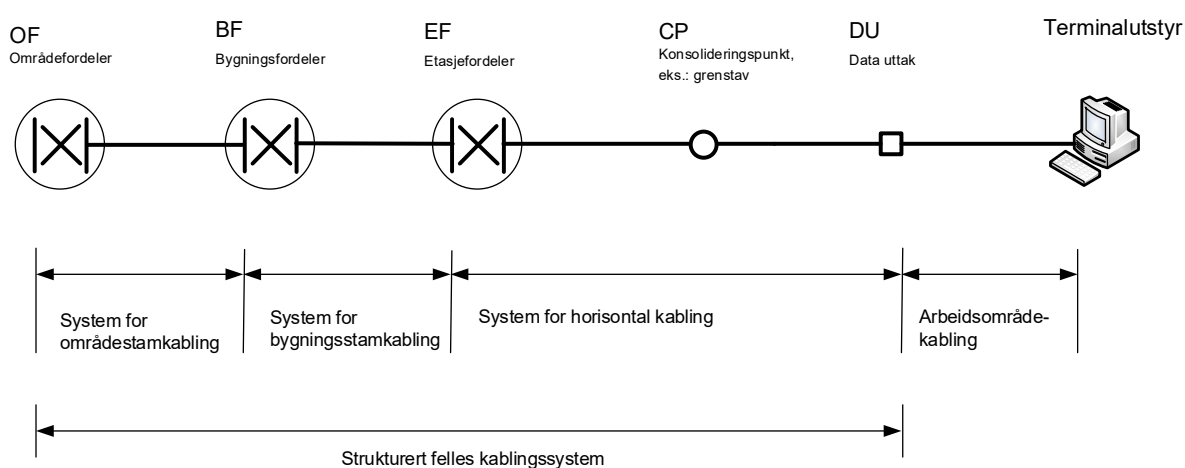 OF
Områdefordeler
BF
Bygningsfordeler
EF
Etasjefordeler
CP
Konsolideringspunkt,
eks.: grenstav
DU
Data uttak
Terminalutstyr
System for
områdestamkabling
System for
bygningsstamkabling
System for horisontal kabling
Arbeidsområde-
kabling
Strukturert felles kablingssystem